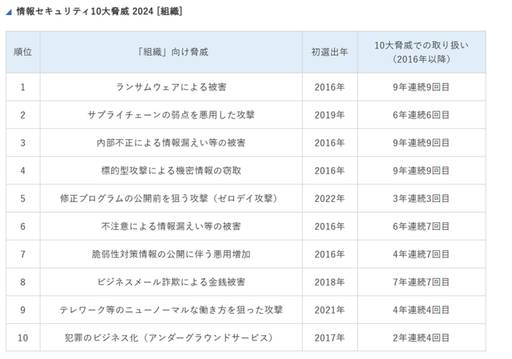 情報セキュリティ10大脅威 2024 [組織]
順位 「組織」向け脅威 初選出年 10大脅威での取り扱い
（2016年以降）
1 ランサムウェアによる被害 2016年 9年連続9回目
2 サプライチェーンの弱点を悪用した攻撃 2019年 6年連続6回目
3 内部不正による情報漏えい等の被害 2016年 9年連続9回目
4 標的型攻撃による機密情報の窃取 2016年 9年連続9回目
5 修正プログラムの公開前を狙う攻撃（ゼロデイ攻撃） 2022年 3年連続3回目
6 不注意による情報漏えい等の被害 2016年 6年連続7回目
7 脆弱性対策情報の公開に伴う悪用増加 2016年 4年連続7回目
8 ビジネスメール詐欺による金銭被害 2018年 7年連続7回目
9 テレワーク等のニューノーマルな働き方を狙った攻撃 2021年 4年連続4回目
10 犯罪のビジネス化（アンダーグラウンドサービス） 2017年 2年連続4回目